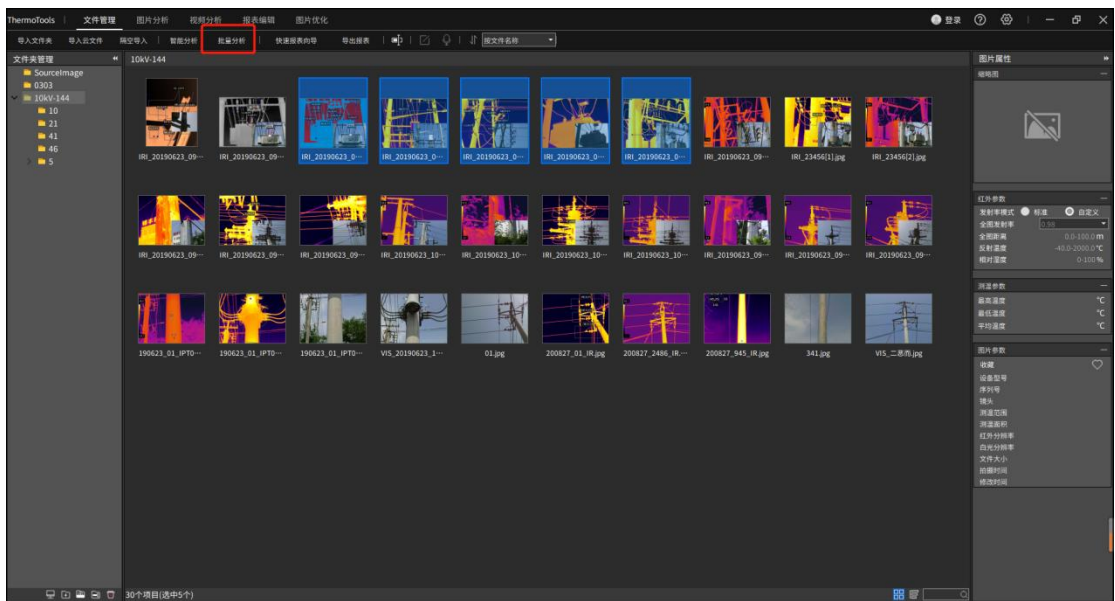 ThermoTools 文件管理 图片分析 视频分析 报表编辑 图片优化 登录
导入文件夹 导入云文件 隔空导入 智能分析 批量分析 快速报表向导 导出报表 按文件名称
文件夹管理 10kV-144 图片属性
SourceImage
0303
10kV-144
10
21
41
46
5
IRI_20190623_09··· IRI_20190623_09··· IRI_20190623_0··· IRI_20190623_0··· IRI_20190623_0··· IRI_20190623_0··· IRI_20190623_0··· IRI_20190623_09··· IRI_23456[1].jpg IRI_23456[2].jpg
IRI_20190623_09··· IRI_20190623_09··· IRI_20190623_09··· IRI_20190623_10··· IRI_20190623_10··· IRI_20190623_10··· IRI_20190623_10··· IRI_20190623_09··· IRI_20190623_09··· IRI_20190623_09···
190623_01_IPT0··· 190623_01_IPT0··· 190623_01_IPT0··· VIS_20190623_1··· 01.jpg 200827_01_IR.jpg 200827_2486_IR.··· 200827_945_IR.jpg 341.jpg VIS_二恶而.jpg
缩略图
红外参数
发射率模式 标准 自定义
全图发射率 0.98
全图距离 0.0-100.0 m
反射温度 -40.0-2000.0 ℃
相对湿度 0-100 %
测温参数
最高温度 ℃
最低温度 ℃
平均温度 ℃
图片参数
收藏
设备型号
序列号
镜头
测温范围
测温面积
红外分辨率
白光分辨率
文件大小
拍摄时间
修改时间
30个项目(选中5个)